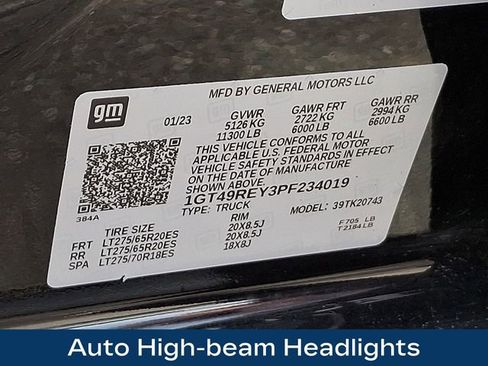 gm
MFD BY GENERAL MOTORS LLC
01/23 GVWR GAWR FRT GAWR RR
5126 KG 2722 KG 2994 KG
11300 LB 6000 LB 6600 LB
THIS VEHICLE CONFORMS TO ALL
APPLICABLE U.S. FEDERAL MOTOR
VEHICLE SAFETY STANDARDS IN EFFECT
ON THE DATE OF MANUFACTURE
SHOWN ABOVE.
1GT49REY3PF234019
384A
TYPE: TRUCK MODEL: 39TK20743
TIRE SIZE RIM
FRT LT275/65R20ES 20X8.5J F 705 LB
RR LT275/65R20ES 20X8.5J T 2184 LB
SPA LT275/70R18ES 18X8J
Auto High-beam Headlights